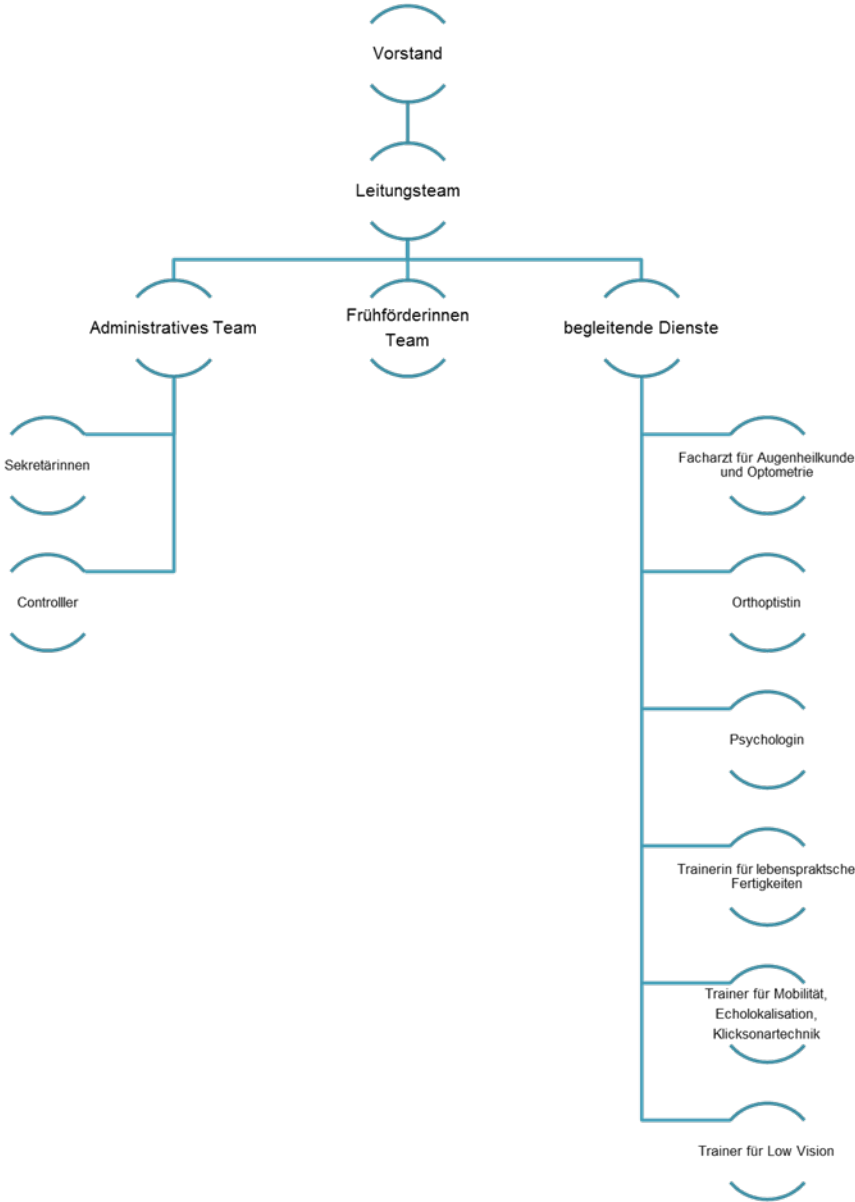 Vorstand
Leitungsteam
Administratives Team
Frühförderinnen
Team
begleitende Dienste
Sekretärinnen
Controlller
Facharzt für Augenheilkunde
und Optometrie
Orthoptistin
Psychologin
Trainerin für lebenspraktsche
Fertigkeiten
Trainer für Mobilität,
Echolokalisation,
Klicksonartechnik
Trainer für Low Vision